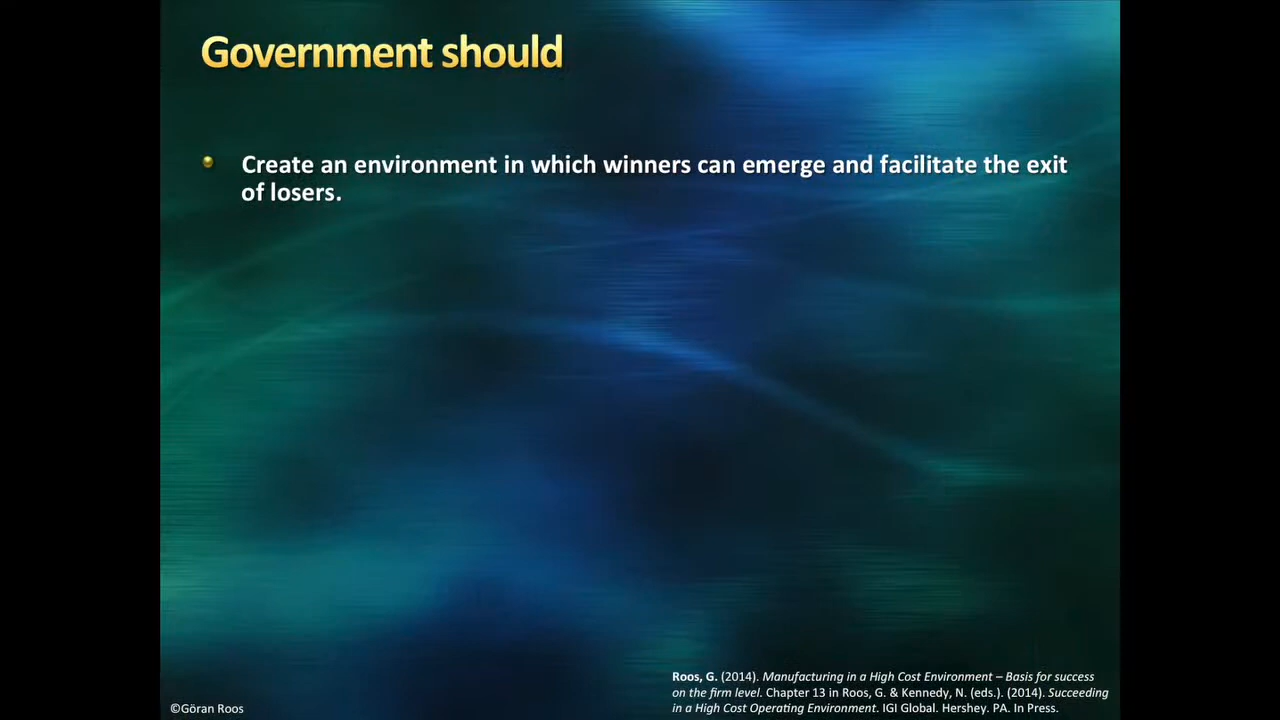 Government should
Create an environment in which winners can emerge and facilitate the exit
of losers.
Roos, G. (2014). Manufacturing in a High Cost Environment – Basis for success
on the firm level. Chapter 13 in Roos, G. & Kennedy, N. (eds.). (2014). Succeeding
in a High Cost Operating Environment. IGI Global. Hershey. PA. In Press.
©Göran Roos